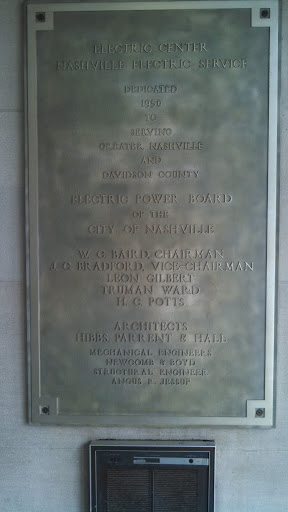 ELECTRIC CENTER
NASHVILLE ELECTRIC SERVICE
DEDICATED
1950
TO
SERVING
GREATER NASHVILLE
AND
DAVIDSON COUNTY
ELECTRIC POWER BOARD
OF THE
CITY OF NASHVILLE
W. C. BAIRD, CHAIRMAN
J. C. BRADFORD, VICE-CHAIRMAN
LEON GILBERT
TRUMAN WARD
H. C. POTTS
ARCHITECTS
HIBBS, PARRENT & HALL
MECHANICAL ENGINEERS
NEWCOMB & BOYD
STRUCTURAL ENGINEER
ANGUS R. JESSUP